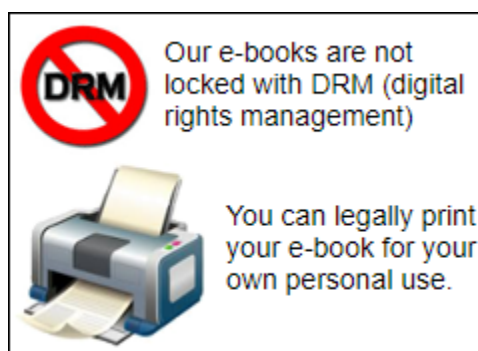 DRM
Our e-books are not
locked with DRM (digital
rights management)
You can legally print
your e-book for your
own personal use.